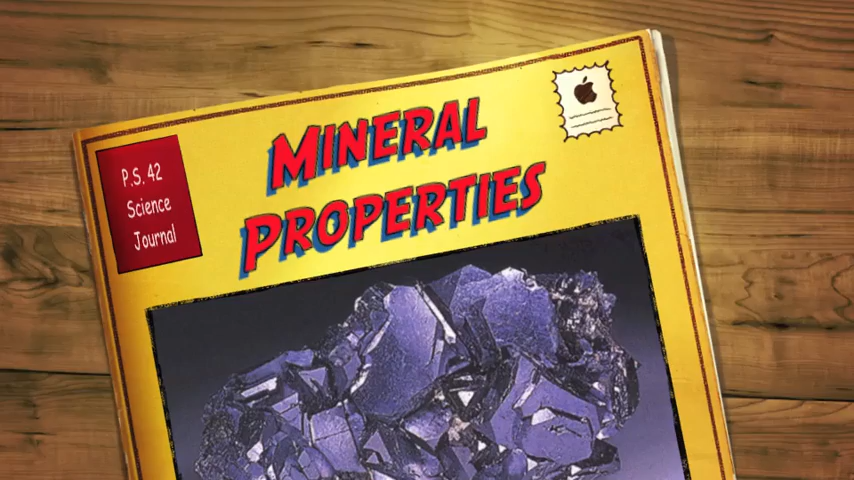 P.S. 42
Science
Journal
MINERAL
PROPERTIES